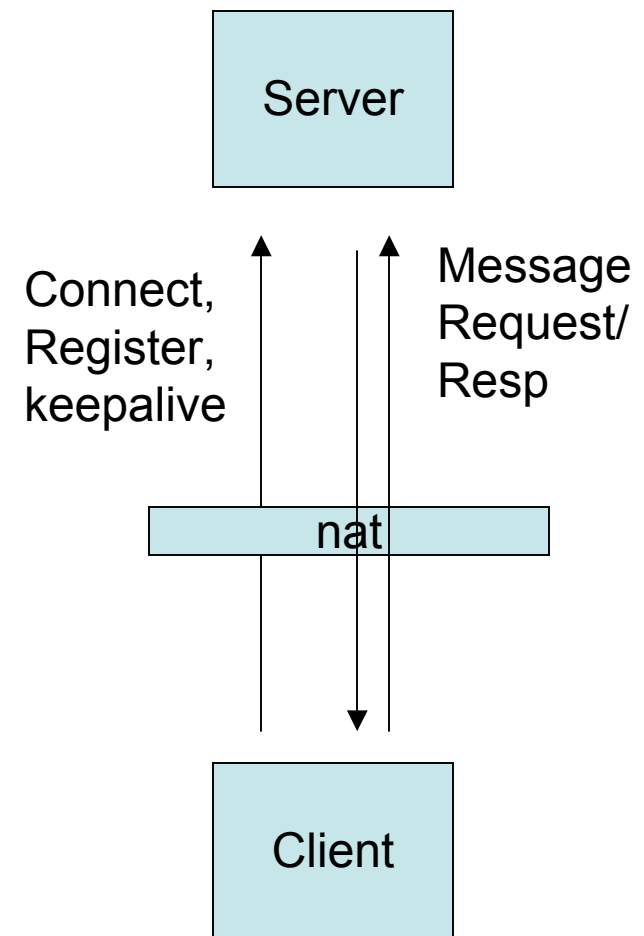 Server
Connect,
Register,
keepalive
Message
Request/
Resp
nat
Client